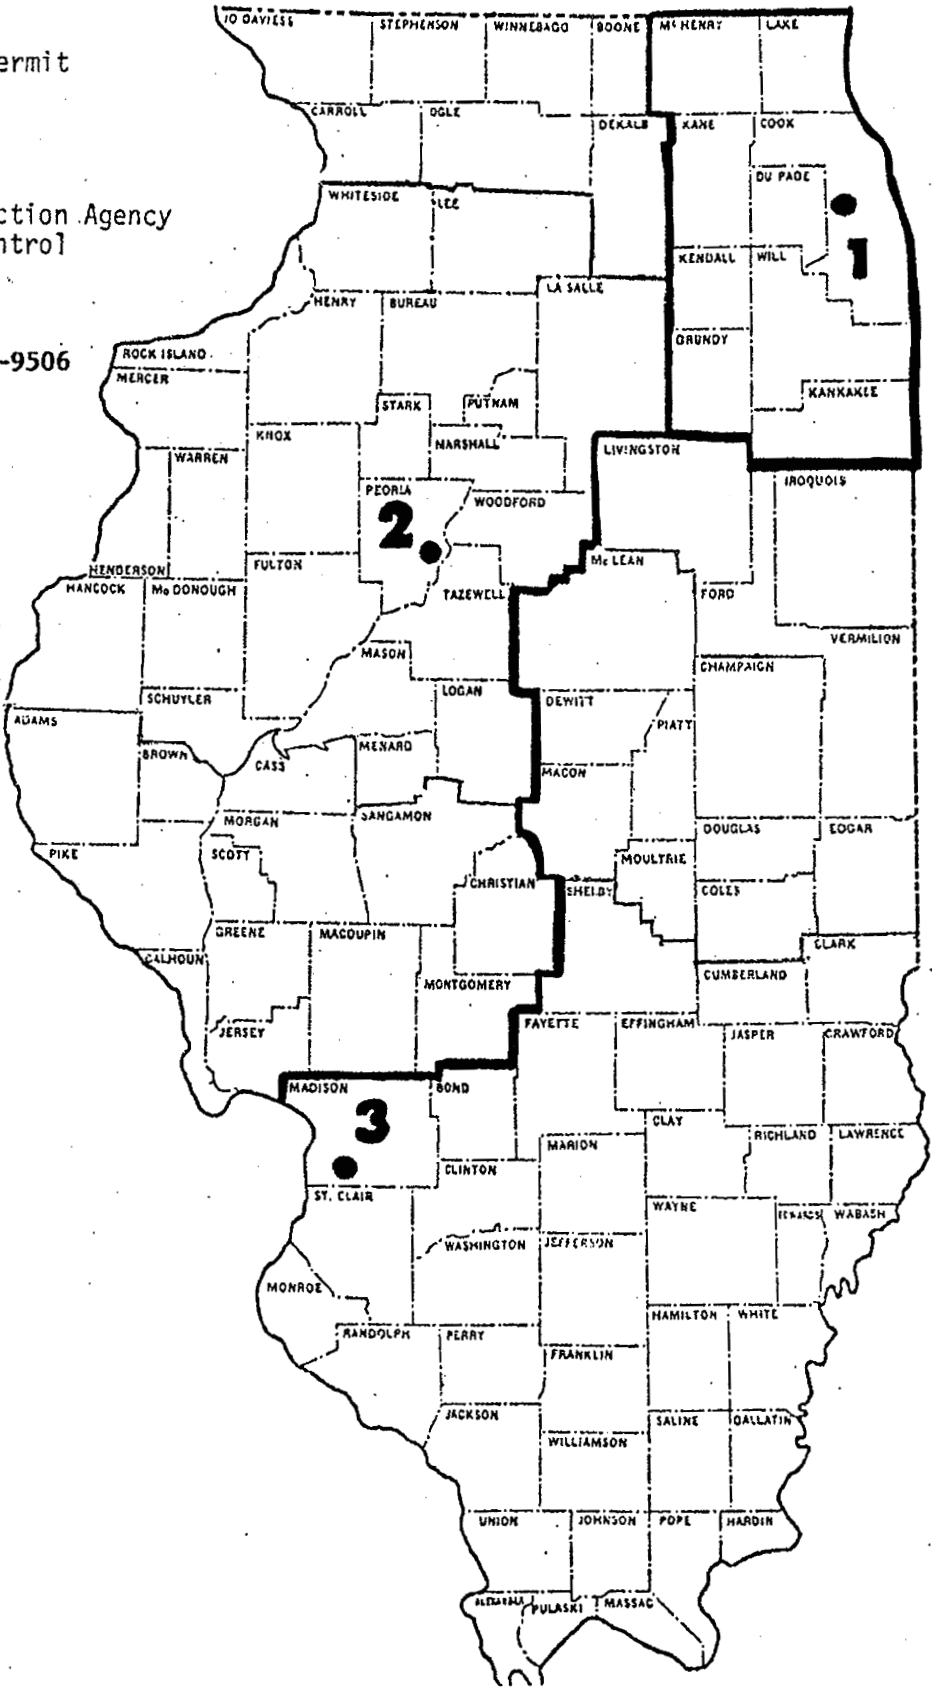 ermit
ction Agency
ntrol
-9506
JO DAVIESS
STEPHENSON
WINNEBAGO
BOONE
McHENRY
LAKE
CARROLL
OGLE
DEKALB
KANE
COOK
DU PAGE
WHITESIDE
LEE
1
KENDALL
WILL
LA SALLE
HENRY
BUREAU
GRUNDY
ROCK ISLAND
MERCER
KANKAKEE
STARK
PUTNAM
KNOX
MARSHALL
LIVINGSTON
WARREN
IROQUOIS
PEORIA
WOODFORD
2
HENDERSON
FULTON
McLEAN
HANCOCK
McDONOUGH
TAZEWELL
FORD
VERMILION
MASON
CHAMPAIGN
LOGAN
SCHUYLER
DEWITT
ADAMS
PIATT
BROWN
CASS
MENARD
MACON
MORGAN
SANGAMON
DOUGLAS
EDGAR
PIKE
SCOTT
MOULTRIE
CHRISTIAN
SHELBY
COLES
GREENE
MACOUPIN
CLARK
CALHOUN
CUMBERLAND
MONTGOMERY
JERSEY
FAYETTE
EFFINGHAM
JASPER
CRAWFORD
MADISON
BOND
3
CLAY
RICHLAND
LAWRENCE
MARION
CLINTON
ST. CLAIR
WAYNE
EDWARDS
WABASH
WASHINGTON
JEFFERSON
MONROE
HAMILTON
WHITE
RANDOLPH
PERRY
FRANKLIN
JACKSON
SALINE
GALLATIN
WILLIAMSON
UNION
JOHNSON
POPE
HARDIN
ALEXANDER
PULASKI
MASSAC